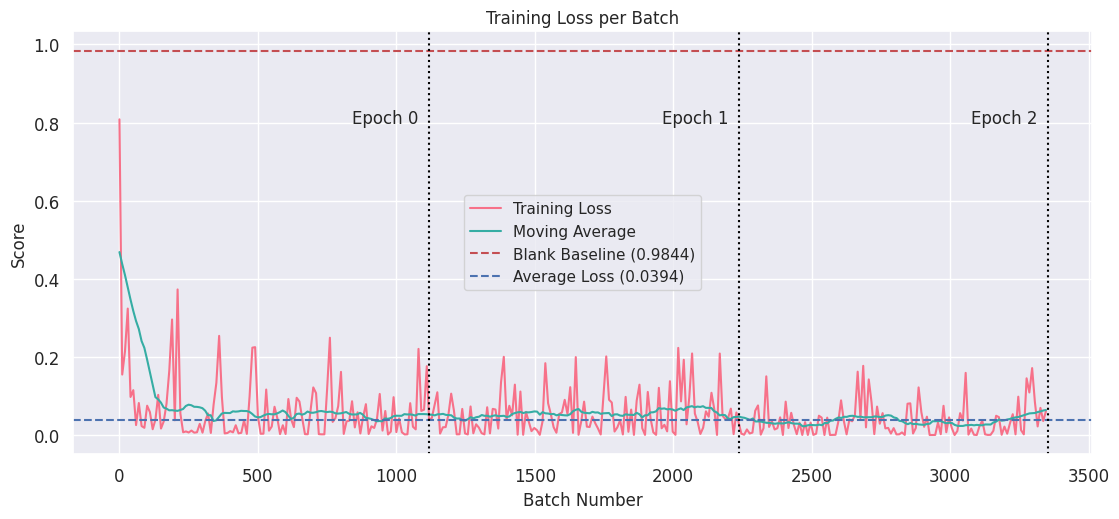 Training Loss per Batch
1.0
0.8
0.6
0.4
0.2
0.0
Score
Epoch 0
Epoch 1
Epoch 2
Training Loss
Moving Average
Blank Baseline (0.9844)
Average Loss (0.0394)
0 500 1000 1500 2000 2500 3000 3500
Batch Number